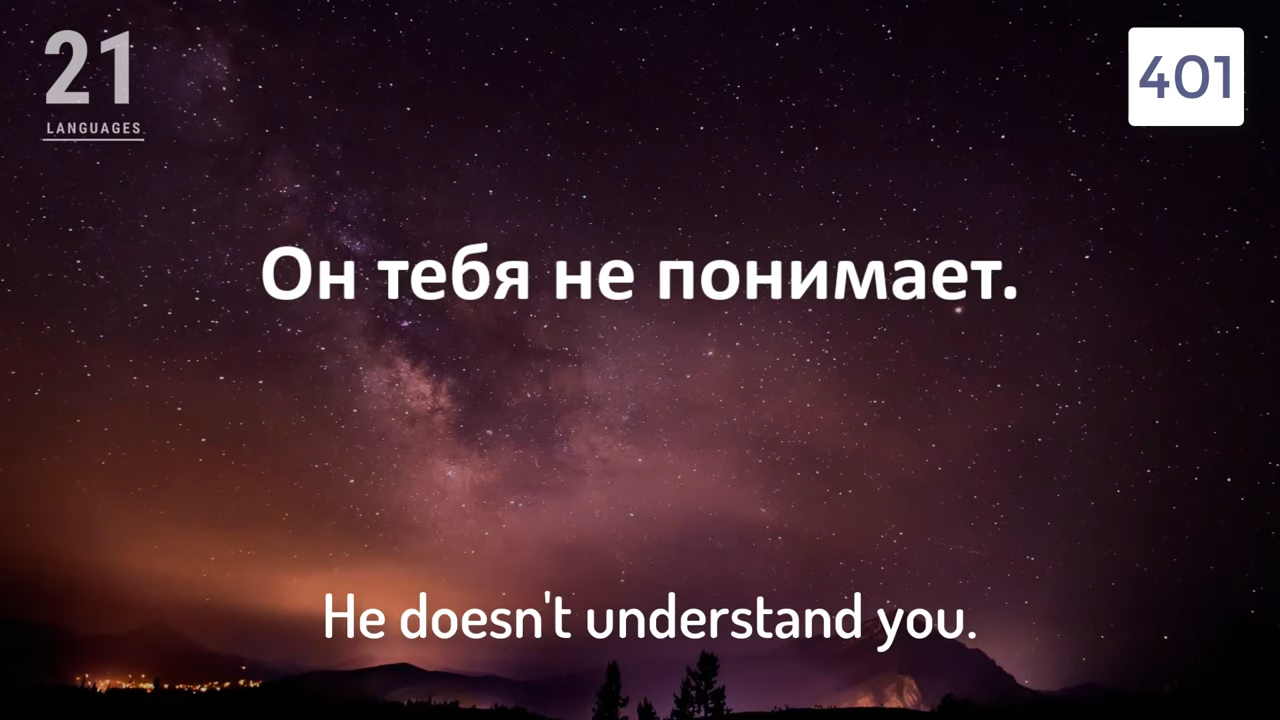 21
LANGUAGES
401
Он тебя не понимает.
He doesn't understand you.